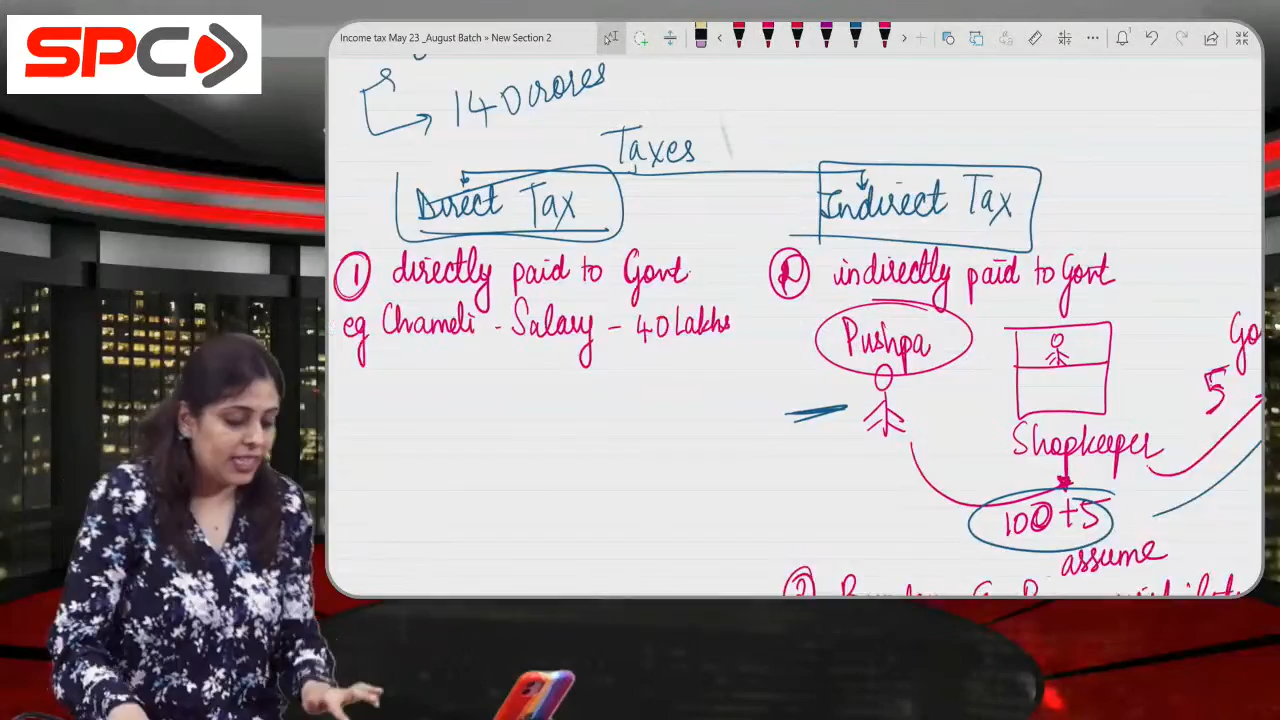 SPC
Income tax May 23 _August Batch » New Section 2
140 crores
Taxes
Direct Tax
Indirect Tax
① directly paid to Govt.
eg Chameli - Salary - 40 Lakhs
indirectly paid to Govt
Pushpa
Go
5
Shopkeeper
100 + 5
assume
②